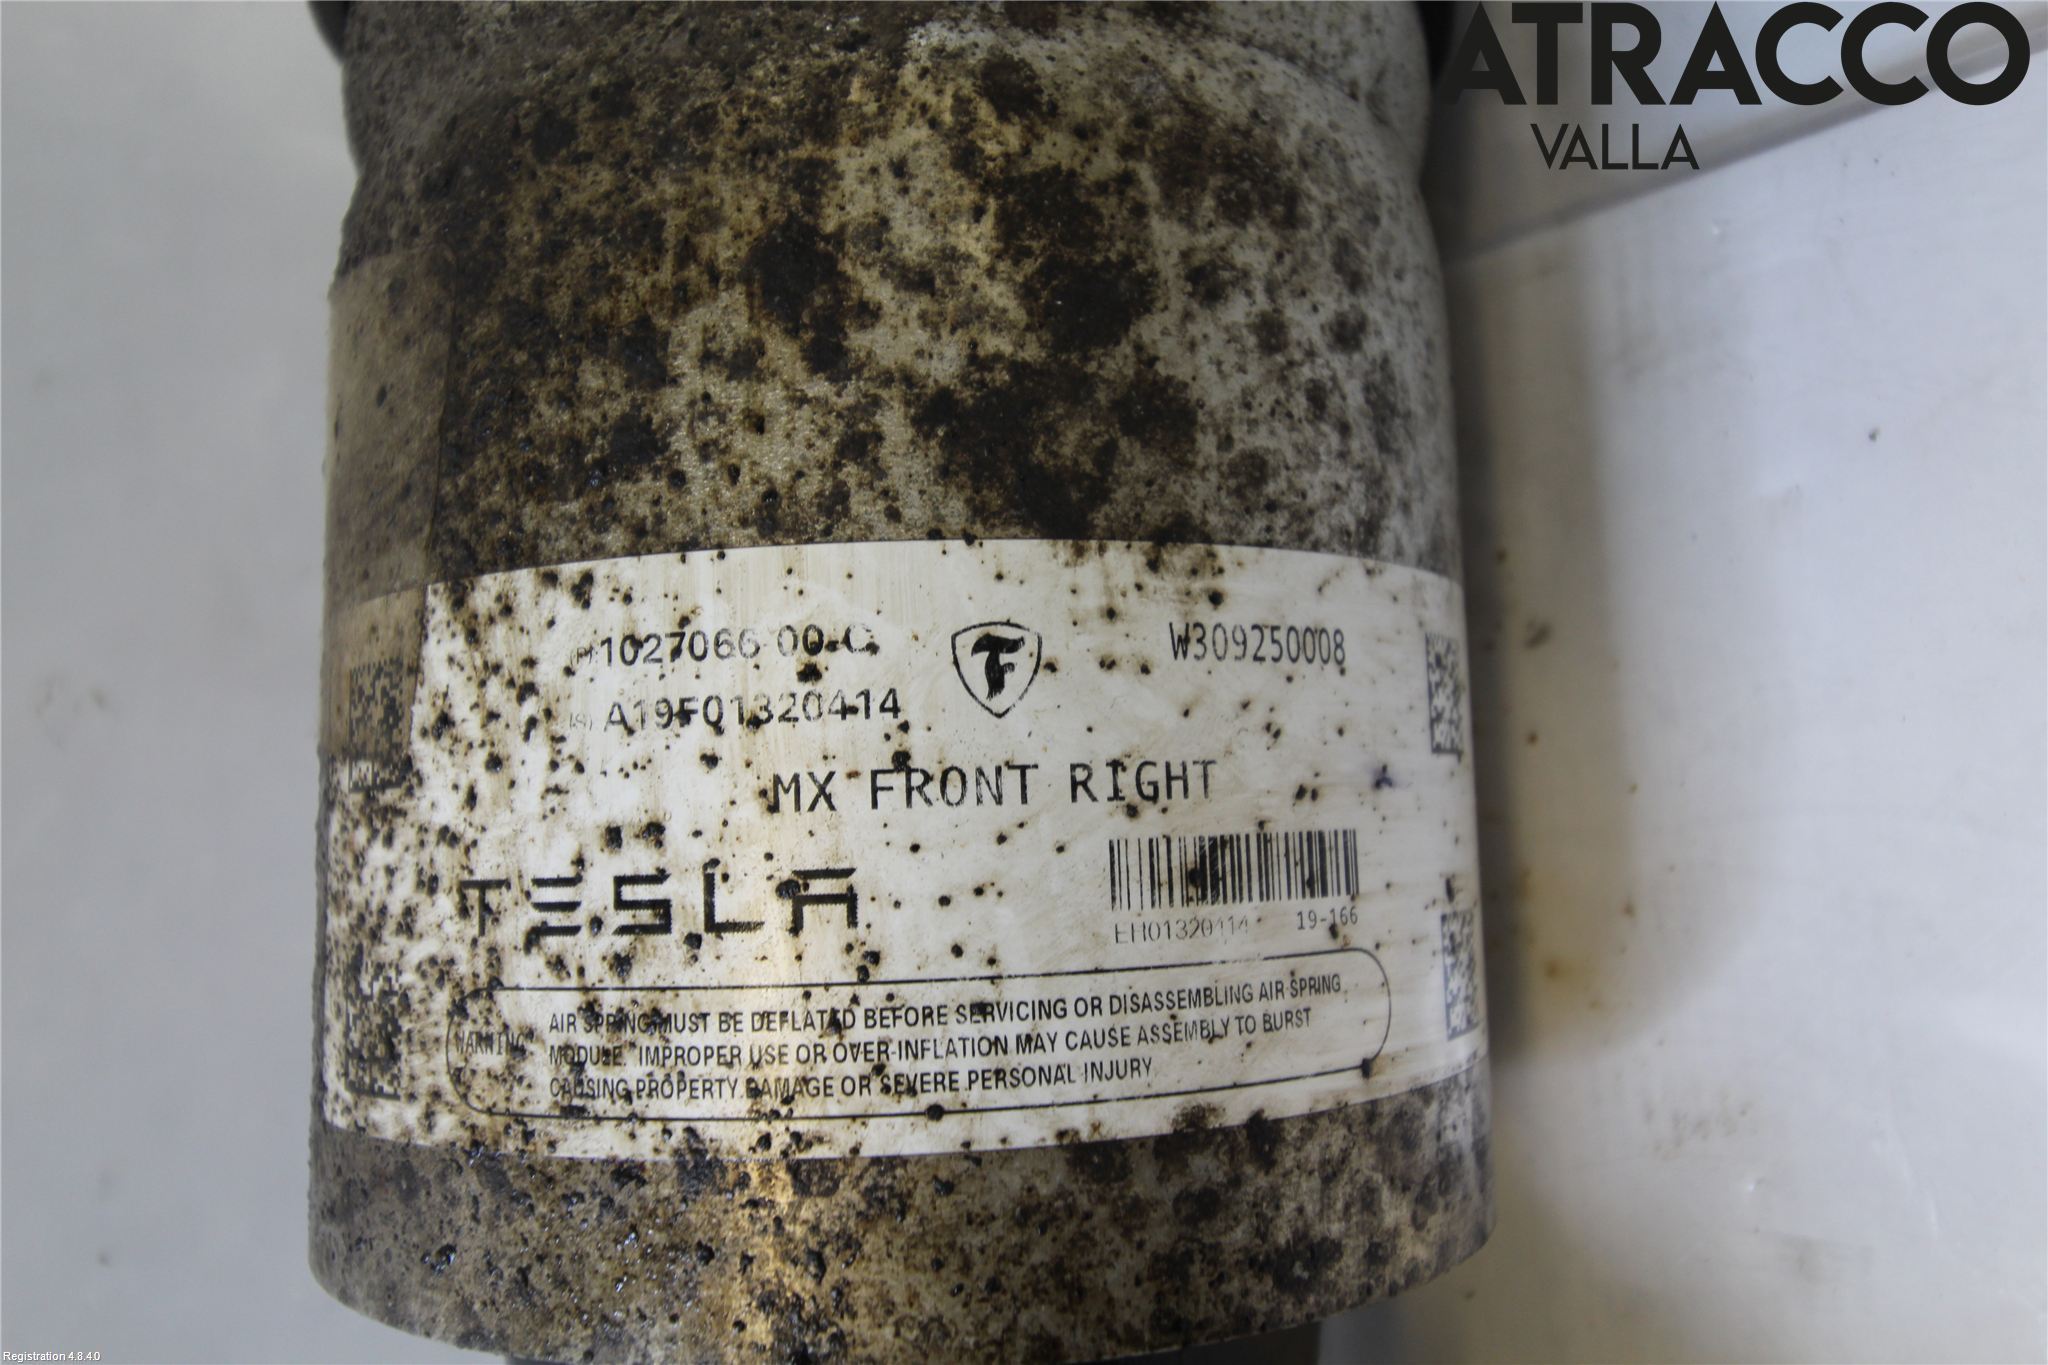 ATRACCO
VALLA
(P)1027066-00-C
W309250008
(S) A19F01320414
MX FRONT RIGHT
TESLA
EH01320414 19-166
WARNING
AIR SPRING MUST BE DEFLATED BEFORE SERVICING OR DISASSEMBLING AIR SPRING
MODULE. IMPROPER USE OR OVER-INFLATION MAY CAUSE ASSEMBLY TO BURST
CAUSING PROPERTY DAMAGE OR SEVERE PERSONAL INJURY
Registration 4.8.4.0